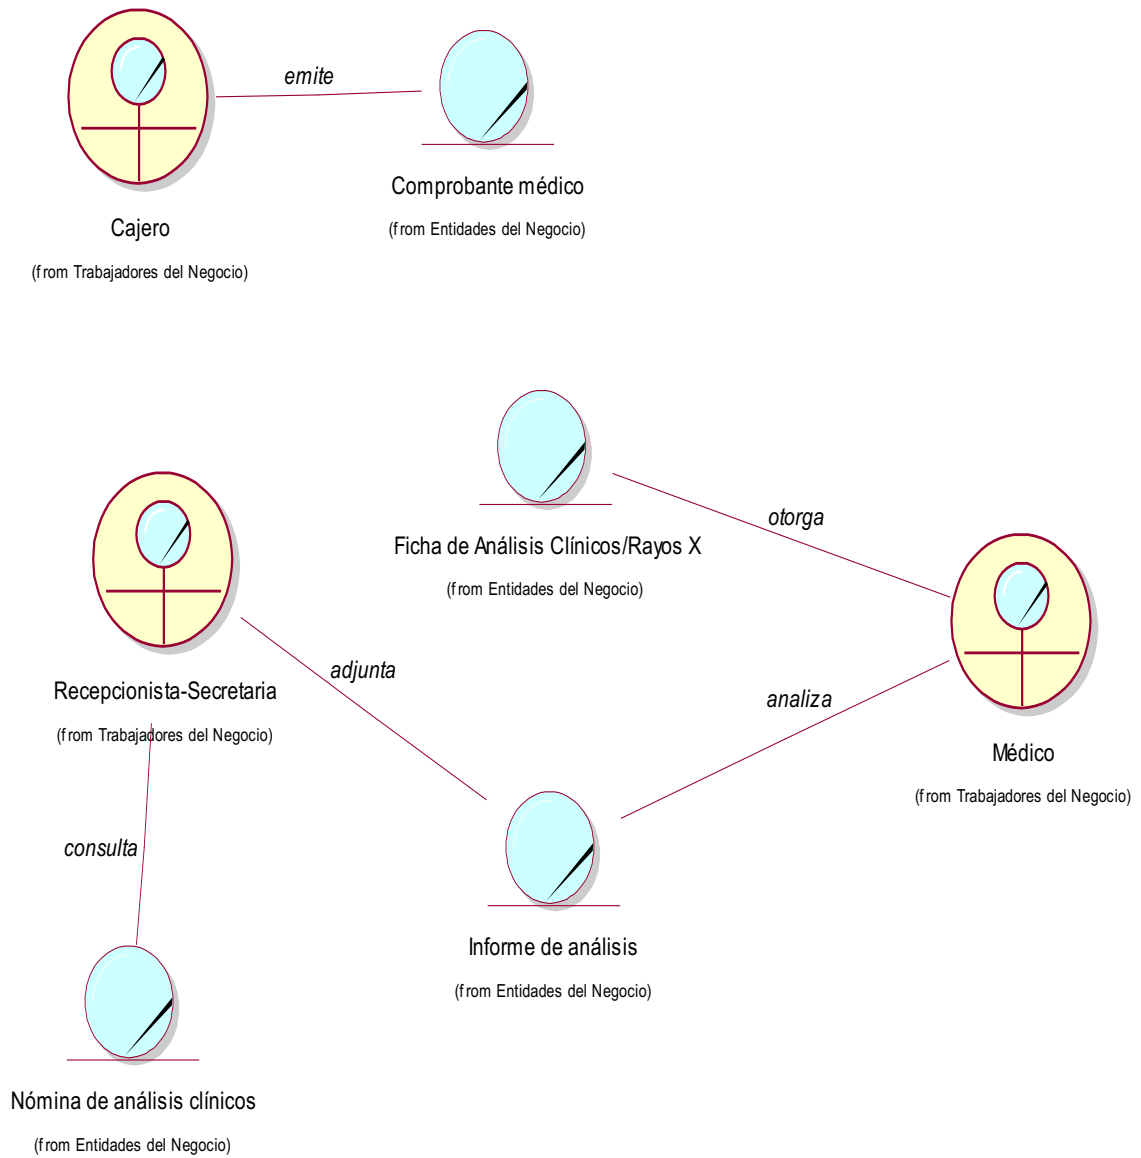 emite
Comprobante médico
(from Entidades del Negocio)
Cajero
(from Trabajadores del Negocio)
otorga
Ficha de Análisis Clínicos/Rayos X
(from Entidades del Negocio)
adjunta
Recepcionista-Secretaria
(from Trabajadores del Negocio)
analiza
Médico
(from Trabajadores del Negocio)
consulta
Informe de análisis
(from Entidades del Negocio)
Nómina de análisis clínicos
(from Entidades del Negocio)